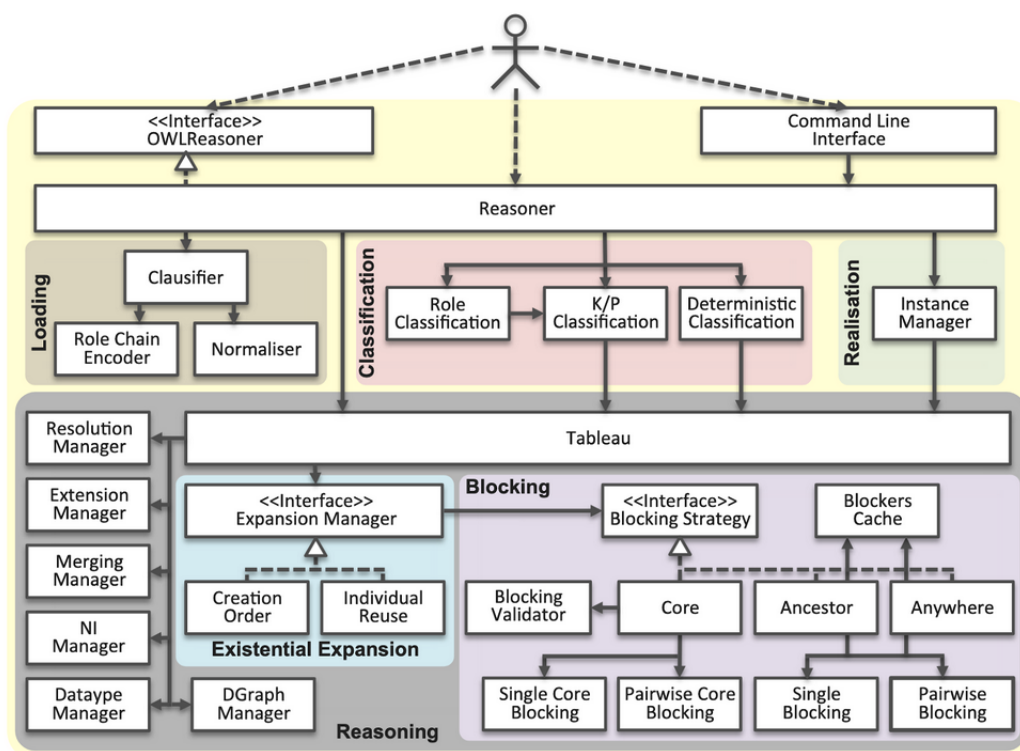 <<Interface>>
OWLReasoner
Command Line
Interface
Reasoner
Loading
Clausifier
Role Chain
Encoder
Normaliser
Classification
Role
Classification
K/P
Classification
Deterministic
Classification
Realisation
Instance
Manager
Tableau
Resolution
Manager
Extension
Manager
Merging
Manager
NI
Manager
Dataype
Manager
DGraph
Manager
<<Interface>>
Expansion Manager
Creation
Order
Individual
Reuse
Existential Expansion
Blocking
<<Interface>>
Blocking Strategy
Blockers
Cache
Blocking
Validator
Core
Ancestor
Anywhere
Single Core
Blocking
Pairwise Core
Blocking
Single
Blocking
Pairwise
Blocking
Reasoning